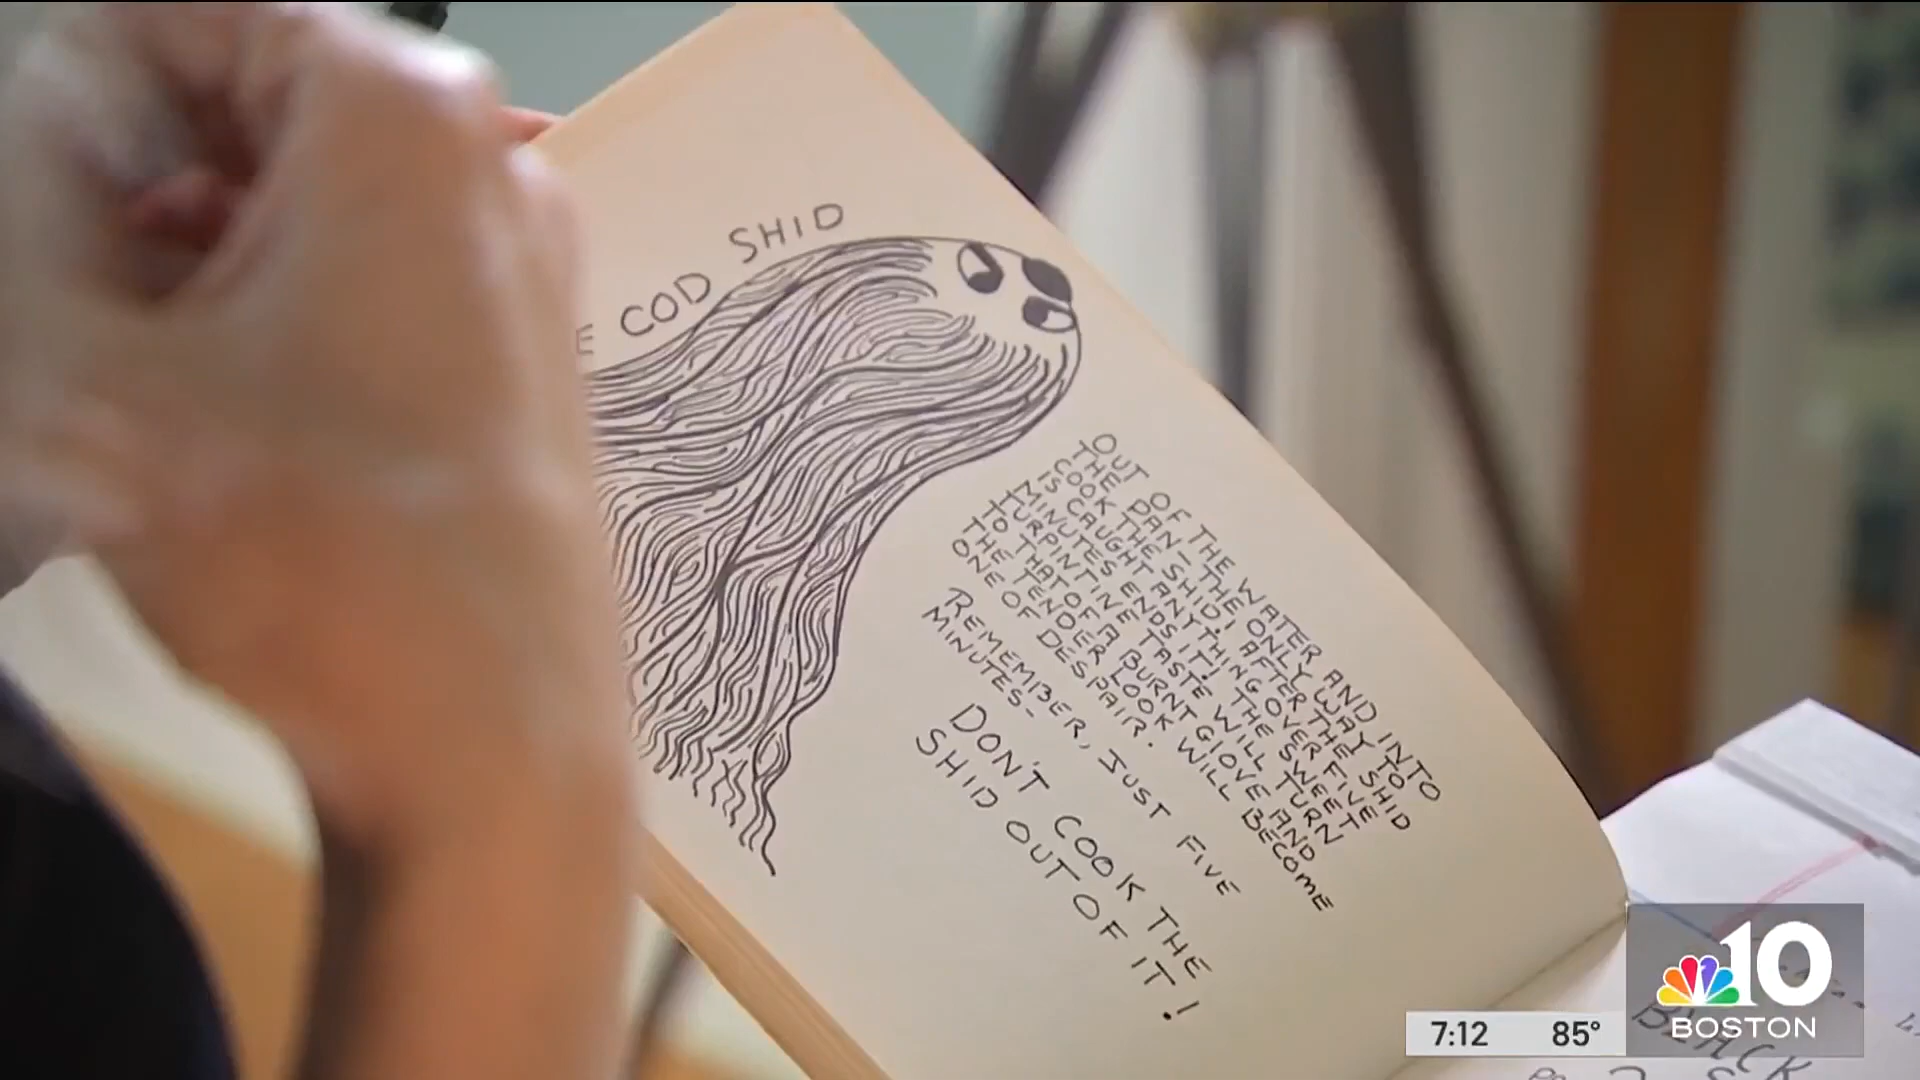 COD SHID
OUT OF THE WATER AND INTO
THE PAN – THE ONLY WAY TO
COOK THE SHID! AFTER THE SHID
IS CAUGHT ANYTHING OVER FIVE
MINUTES ENDS IT! THE SWEET
TURPINTINE TASTE WILL TURN
TO THAT OF A BURNT GLOVE AND
THE TENDER LOOK WILL BECOME
ONE OF DESPAIR.
REMEMBER, JUST FIVE
MINUTES–
DON'T COOK THE
SHID OUT OF IT!
BLACK
10
BOSTON
7:12 85°